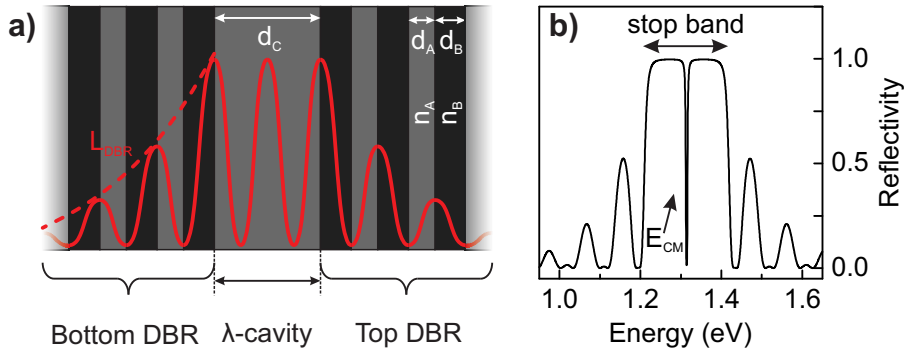 a)
d_C
d_A d_B
n_A
n_B
L_DBR
Bottom DBR λ-cavity Top DBR
b)
stop band
E_CM
1.0
0.5
0.0
Reflectivity
1.0 1.2 1.4 1.6
Energy (eV)